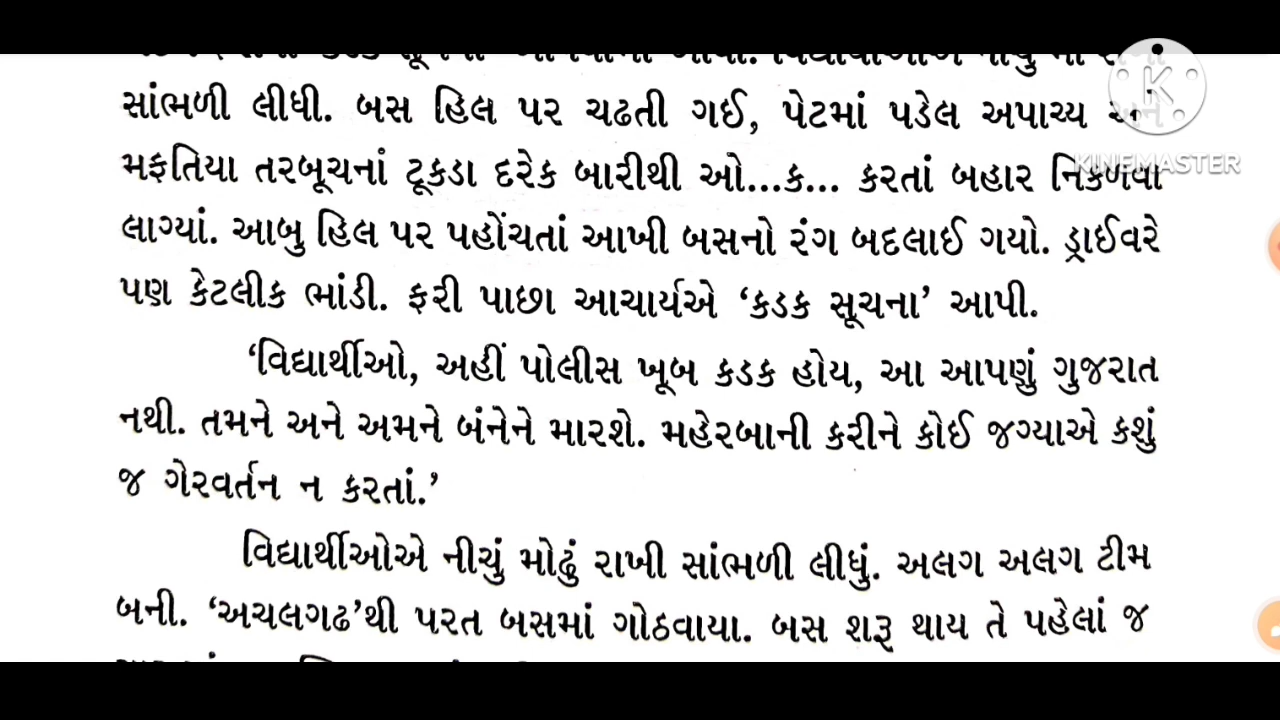 સાંભળી લીધી. બસ હિલ પર ચઢતી ગઈ, પેટમાં પડેલ અપાચ્ય
મફતિયા તરબૂચનાં ટૂકડા દરેક બારીથી ઓ...ક... કરતાં બહાર નિકળવા
લાગ્યાં. આબુ હિલ પર પહોંચતાં આખી બસનો રંગ બદલાઈ ગયો. ડ્રાઈવરે
પણ કેટલીક ભાંડી. ફરી પાછા આચાર્યએ ‘કડક સૂચના’ આપી.
‘વિદ્યાર્થીઓ, અહીં પોલીસ ખૂબ કડક હોય, આ આપણું ગુજરાત
નથી. તમને અને અમને બંનેને મારશે. મહેરબાની કરીને કોઈ જગ્યાએ કશું
જ ગેરવર્તન ન કરતાં.’
વિદ્યાર્થીઓએ નીચું મોઢું રાખી સાંભળી લીધું. અલગ અલગ ટીમ
બની. ‘અચલગઢ’થી પરત બસમાં ગોઠવાયા. બસ શરૂ થાય તે પહેલાં જ
K
KINEMASTER